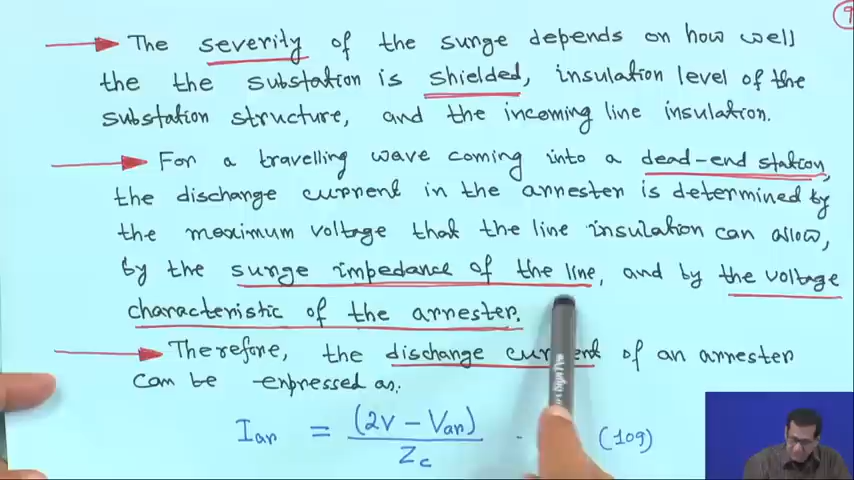 9
→ The severity of the surge depends on how well
the the substation is shielded, insulation level of the
substation structure, and the incoming line insulation.
→ For a travelling wave coming into a dead-end station,
the discharge current in the arrester is determined by
the maximum voltage that the line insulation can allow,
by the surge impedance of the line, and by the voltage
characteristic of the arrester.
→ Therefore, the discharge current of an arrester
can be expressed as:
Iar = (2V - Var) / Zc (109)